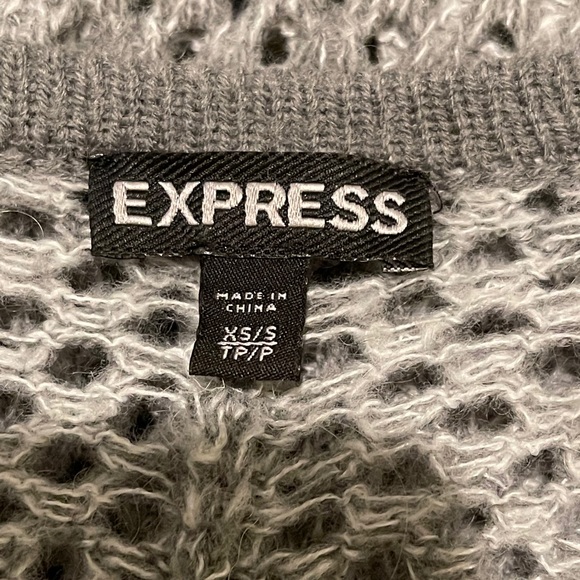 EXPRESS
MADE IN
CHINA
XS/S
TP/P